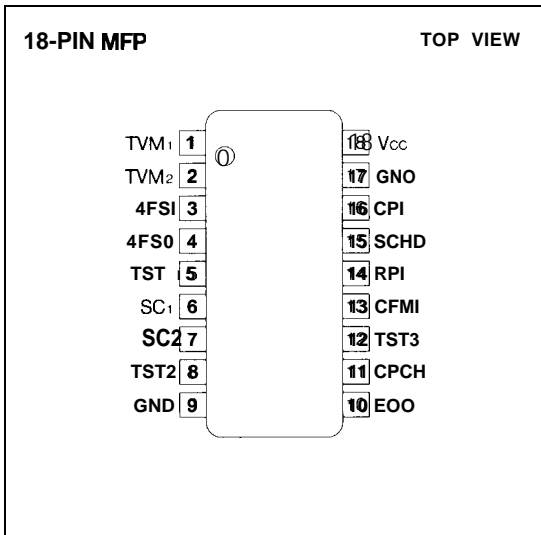 18-PIN MFP
TOP VIEW
TVM1 1
TVM2 2
4FSI 3
4FS0 4
TST 5
SC1 6
SC2 7
TST2 8
GND 9
18 Vcc
17 GNO
16 CPI
15 SCHD
14 RPI
13 CFMI
12 TST3
11 CPCH
10 EOO